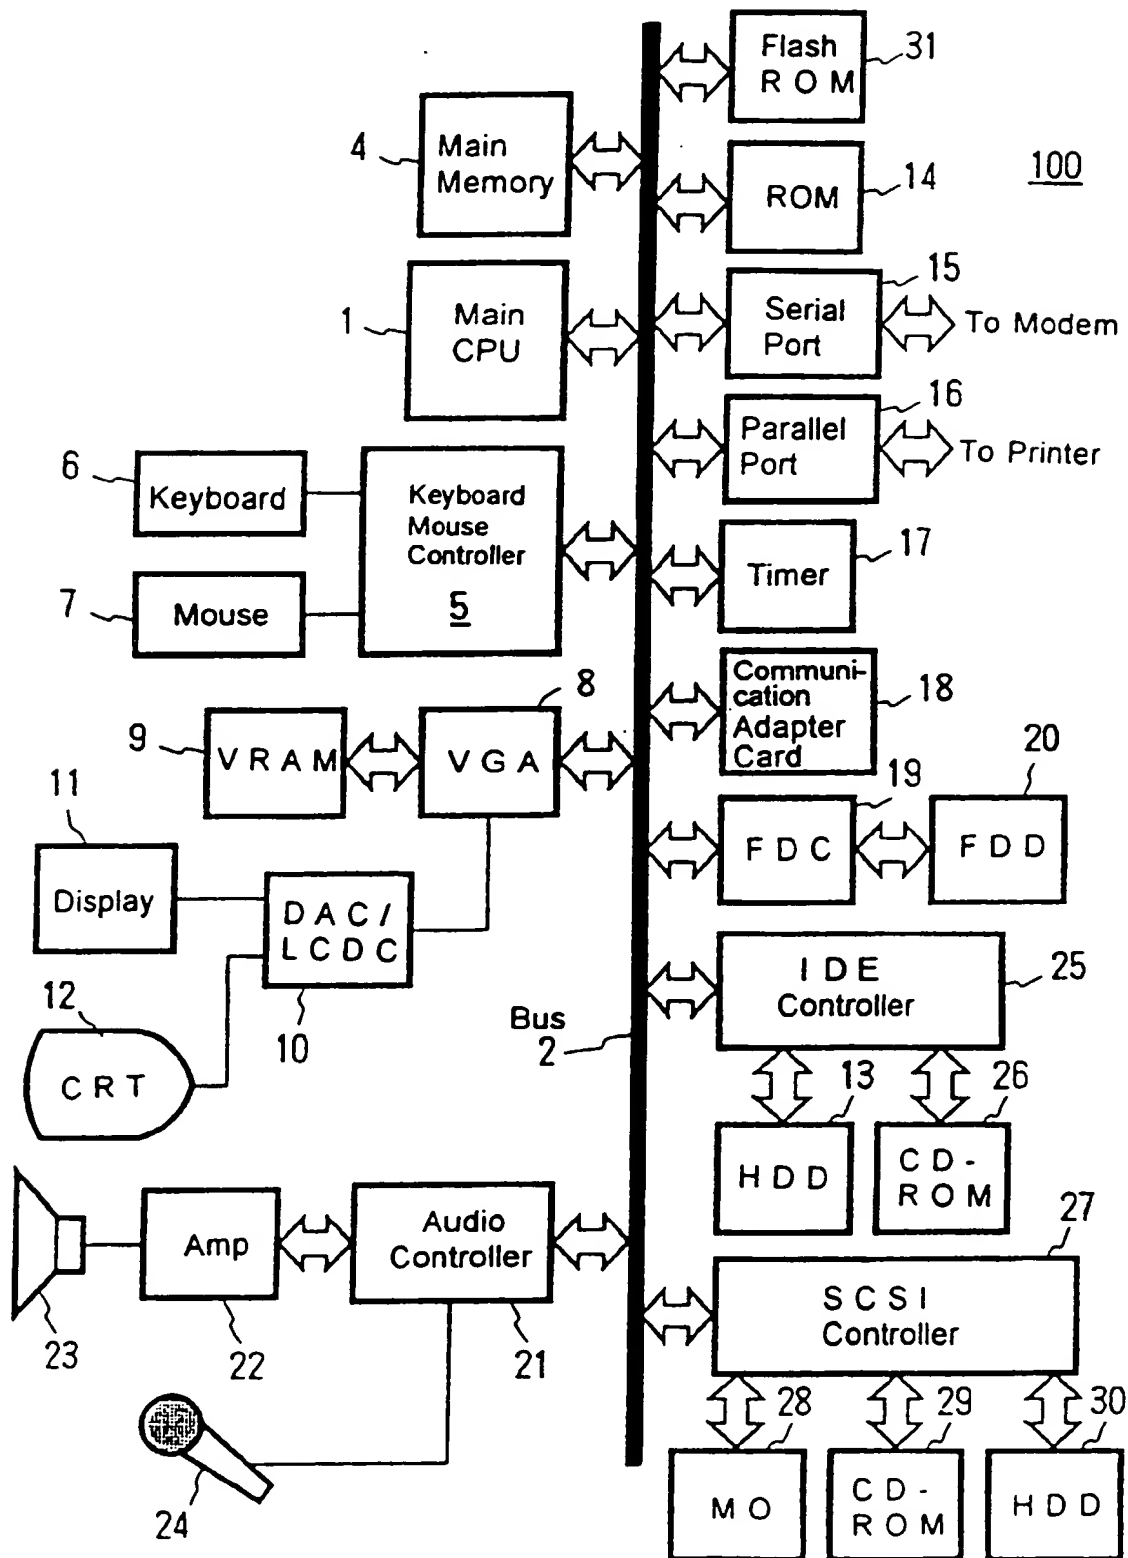 Flash
ROM
31
100
4
Main
Memory
ROM
14
1
Main
CPU
Serial
Port
15
To Modem
Parallel
Port
16
To Printer
6
Keyboard
7
Mouse
Keyboard
Mouse
Controller
5
Timer
17
Communi-
cation
Adapter
Card
18
9
VRAM
8
VGA
19
FDC
20
FDD
11
Display
DAC/
LCDC
10
12
CRT
Bus
2
IDE
Controller
25
13
HDD
26
CD-
ROM
Amp
22
23
Audio
Controller
21
24
27
SCSI
Controller
28
MO
29
CD-
ROM
30
HDD